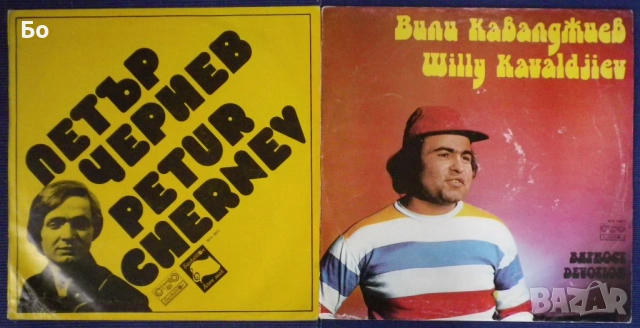 Бо
ПЕТЪР
ЧЕРНЕВ
PETUR
CHERNEV
Вили Кавалджиев
Willy Kavaldjiev
ВЯРНОСТ
DEVOTION
BAZAR